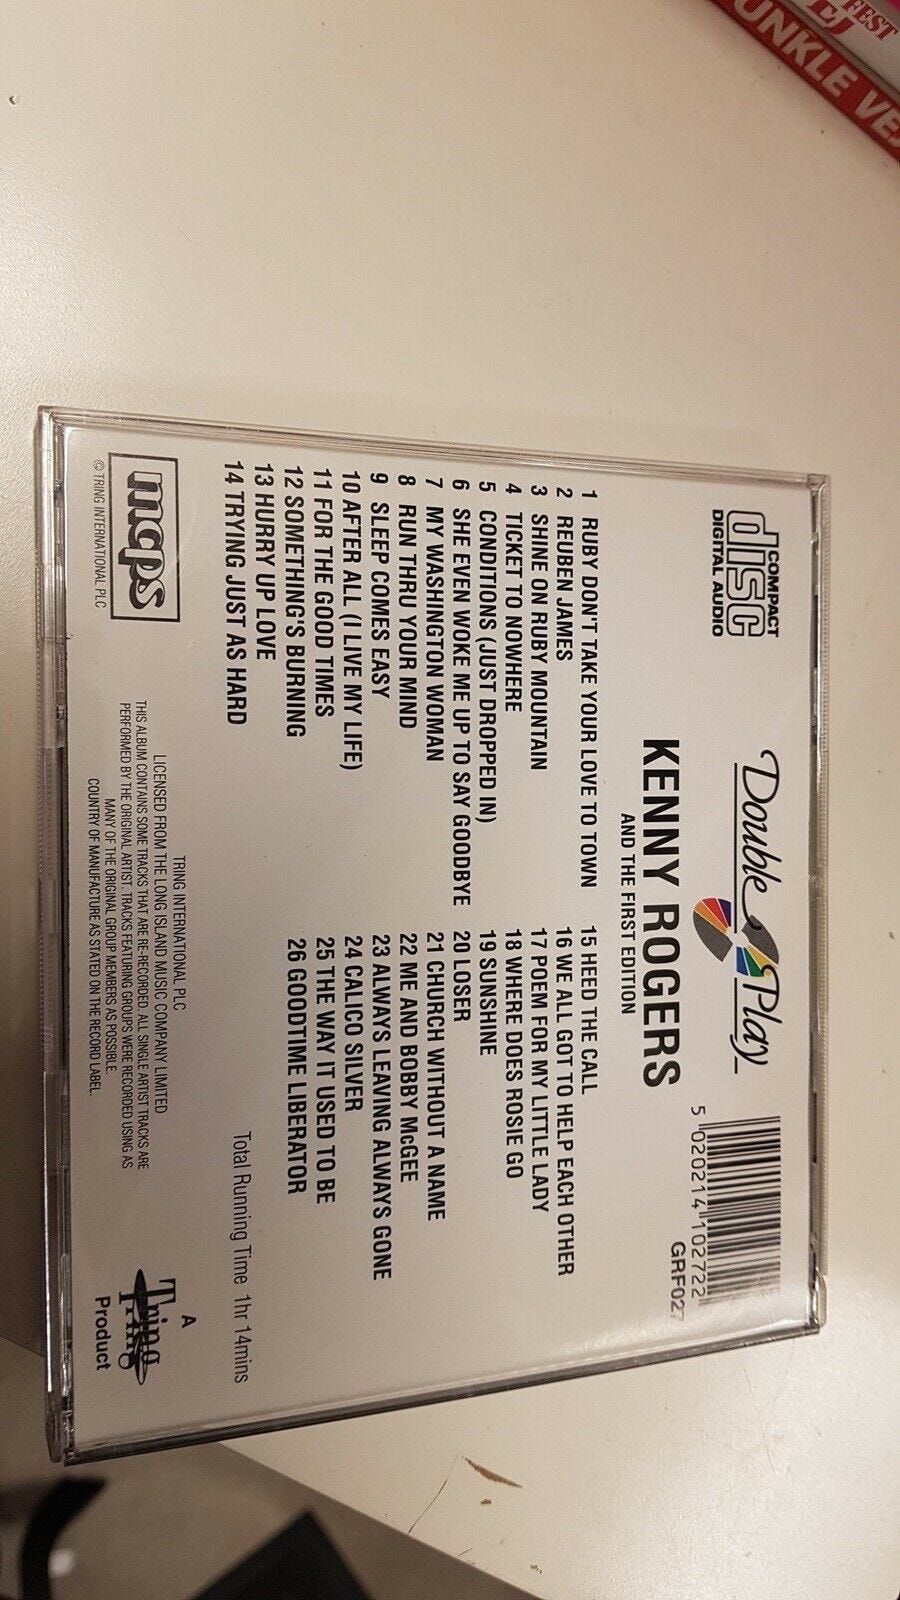 FEST
UNKLE VE
COMPACT
disc
DIGITAL AUDIO
Double Play
5 020214 102722
GRF027
KENNY ROGERS
AND THE FIRST EDITION
1 RUBY DON'T TAKE YOUR LOVE TO TOWN
2 REUBEN JAMES
3 SHINE ON RUBY MOUNTAIN
4 TICKET TO NOWHERE
5 CONDITIONS (JUST DROPPED IN)
6 SHE EVEN WOKE ME UP TO SAY GOODBYE
7 MY WASHINGTON WOMAN
8 RUN THRU YOUR MIND
9 SLEEP COMES EASY
10 AFTER ALL (I LIVE MY LIFE)
11 FOR THE GOOD TIMES
12 SOMETHING'S BURNING
13 HURRY UP LOVE
14 TRYING JUST AS HARD
15 HEED THE CALL
16 WE ALL GOT TO HELP EACH OTHER
17 POEM FOR MY LITTLE LADY
18 WHERE DOES ROSIE GO
19 SUNSHINE
20 LOSER
21 CHURCH WITHOUT A NAME
22 ME AND BOBBY McGEE
23 ALWAYS LEAVING ALWAYS GONE
24 CALICO SILVER
25 THE WAY IT USED TO BE
26 GOODTIME LIBERATOR
Total Running Time 1hr 14mins
mcps
© TRING INTERNATIONAL PLC
TRING INTERNATIONAL PLC
LICENSED FROM THE LONG ISLAND MUSIC COMPANY LIMITED
THIS ALBUM CONTAINS SOME TRACKS THAT ARE RE-RECORDED. ALL SINGLE ARTIST TRACKS ARE
PERFORMED BY THE ORIGINAL ARTIST. TRACKS FEATURING GROUPS WERE RECORDED USING AS
MANY OF THE ORIGINAL GROUP MEMBERS AS POSSIBLE.
COUNTRY OF MANUFACTURE AS STATED ON THE RECORD LABEL.
A
Tring
Product